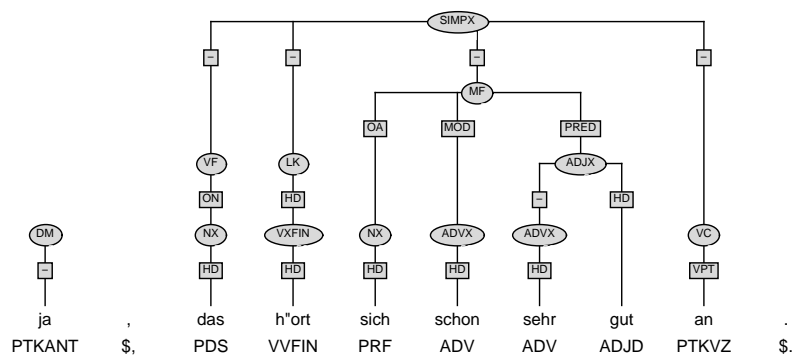 SIMPX
– – –
MF
OA MOD PRED
VF LK ADJX
ON HD – HD
DM NX VXFIN NX ADVX ADVX VC
– HD HD HD HD HD VPT
ja , das h"ort sich schon sehr gut an .
PTKANT $, PDS VVFIN PRF ADV ADV ADJD PTKVZ $.